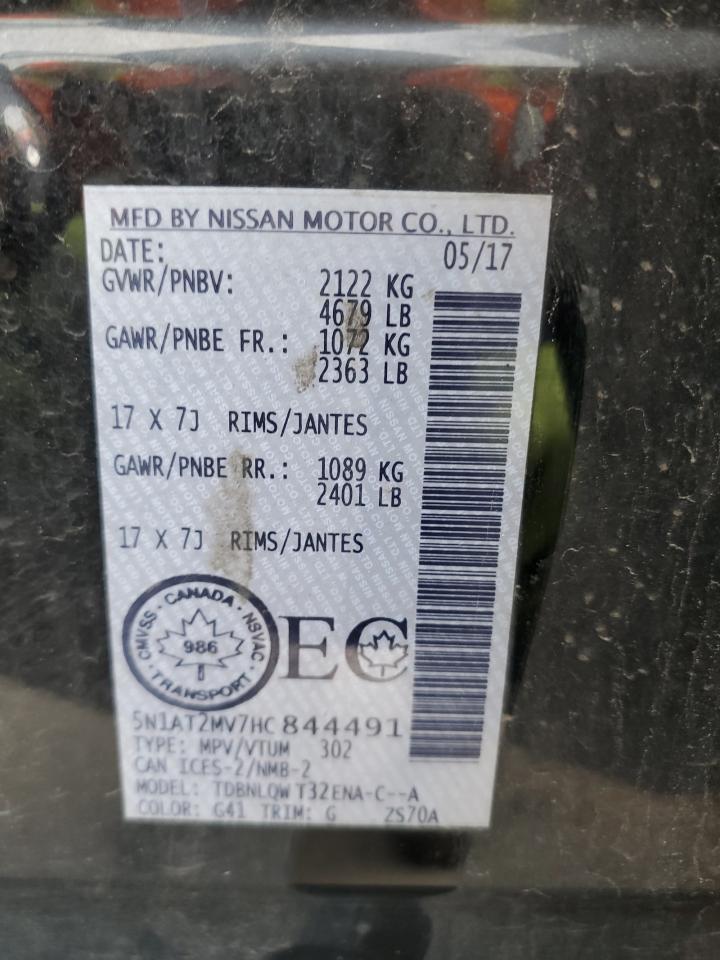 MFD BY NISSAN MOTOR CO., LTD.
DATE: 05/17
GVWR/PNBV: 2122 KG
4679 LB
GAWR/PNBE FR.: 1072 KG
2363 LB
17 X 7J RIMS/JANTES
GAWR/PNBE RR.: 1089 KG
2401 LB
17 X 7J RIMS/JANTES
CMVSS · CANADA · NSVAC · TRANSPORT ·
986
EC
5N1AT2MV7HC844491
TYPE: MPV/VTUM 302
CAN ICES-2/NMB-2
MODEL: TDBNLQW T32ENA-C--A
COLOR: G41 TRIM: G ZS70A